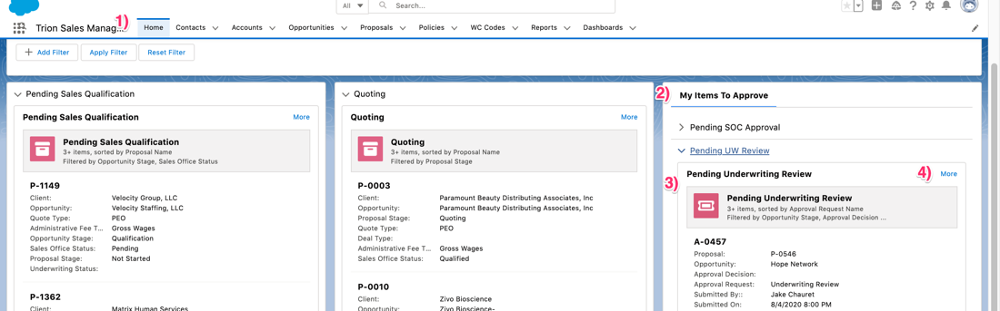 All
Search...
1)
Trion Sales Manag...
Home
Contacts
Accounts
Opportunities
Proposals
Policies
WC Codes
Reports
Dashboards
Add Filter
Apply Filter
Reset Filter
Pending Sales Qualification
Pending Sales Qualification
More
Pending Sales Qualification
3+ items, sorted by Proposal Name
Filtered by Opportunity Stage, Sales Office Status
P-1149
Client: Velocity Group, LLC
Opportunity: Velocity Staffing, LLC
Quote Type: PEO
Administrative Fee T... Gross Wages
Opportunity Stage: Qualification
Sales Office Status: Pending
Proposal Stage: Not Started
Underwriting Status:
P-1362
Client: Matrix Human Services
Quoting
Quoting
More
Quoting
3+ items, sorted by Proposal Name
Filtered by Proposal Stage
P-0003
Client: Paramount Beauty Distributing Associates, Inc
Opportunity: Paramount Beauty Distributing Associates, Inc
Proposal Stage: Quoting
Quote Type: PEO
Deal Type:
Administrative Fee T... Gross Wages
Sales Office Status: Qualified
P-0010
Client: Zivo Bioscience
Opportunity: Zivo Bioscience-
2)
My Items To Approve
Pending SOC Approval
Pending UW Review
3)
Pending Underwriting Review
4)
More
Pending Underwriting Review
3+ items, sorted by Approval Request Name
Filtered by Opportunity Stage, Approval Decision ...
A-0457
Proposal: P-0546
Opportunity: Hope Network
Approval Decision:
Approval Request: Underwriting Review
Submitted By:: Jake Chauret
Submitted On: 8/4/2020 8:00 PM